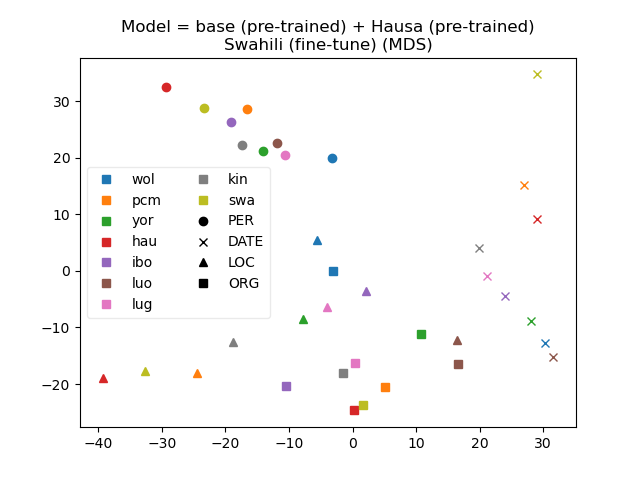 Model = base (pre-trained) + Hausa (pre-trained)
Swahili (fine-tune) (MDS)
30
20
10
0
−10
−20
wol
pcm
yor
hau
ibo
luo
lug
kin
swa
PER
DATE
LOC
ORG
−40 −30 −20 −10 0 10 20 30